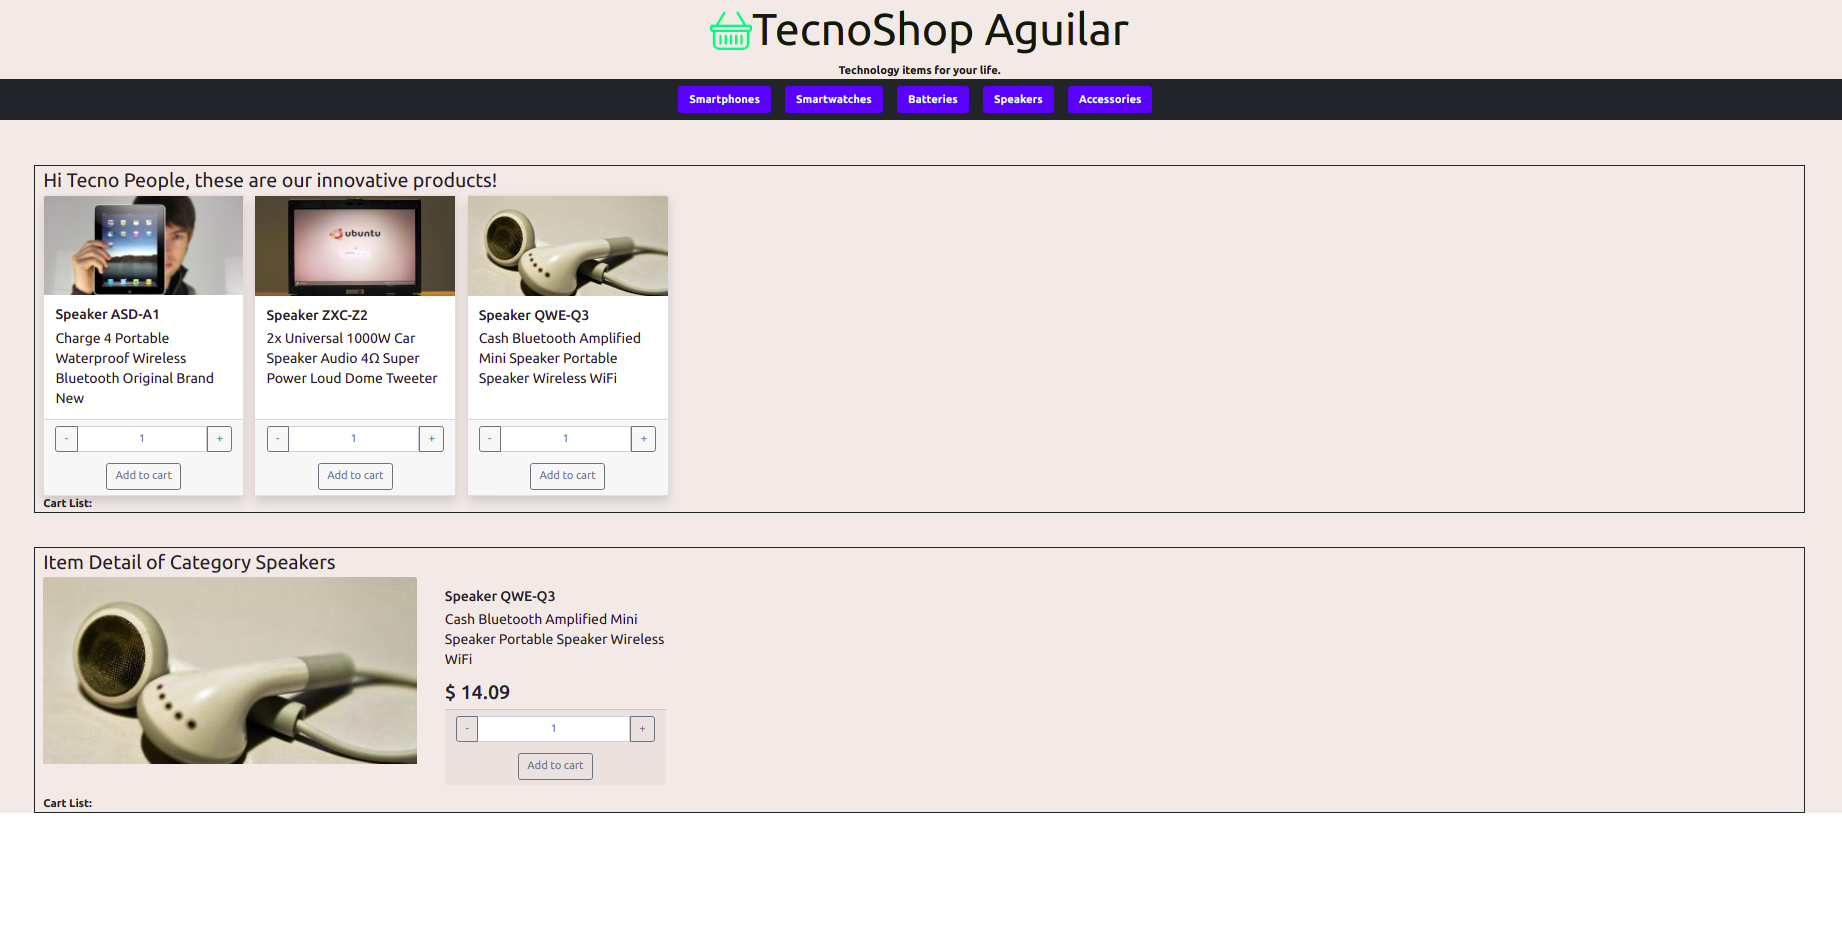 TecnoShop Aguilar
Technology items for your life.
Smartphones Smartwatches Batteries Speakers Accessories
Hi Tecno People, these are our innovative products!
ubuntu
Speaker ASD-A1
Charge 4 Portable
Waterproof Wireless
Bluetooth Original Brand
New
- 1 +
Add to cart
Speaker ZXC-Z2
2x Universal 1000W Car
Speaker Audio 4Ω Super
Power Loud Dome Tweeter
- 1 +
Add to cart
Speaker QWE-Q3
Cash Bluetooth Amplified
Mini Speaker Portable
Speaker Wireless WiFi
- 1 +
Add to cart
Cart List:
Item Detail of Category Speakers
Speaker QWE-Q3
Cash Bluetooth Amplified Mini
Speaker Portable Speaker Wireless
WiFi
$ 14.09
- 1 +
Add to cart
Cart List: